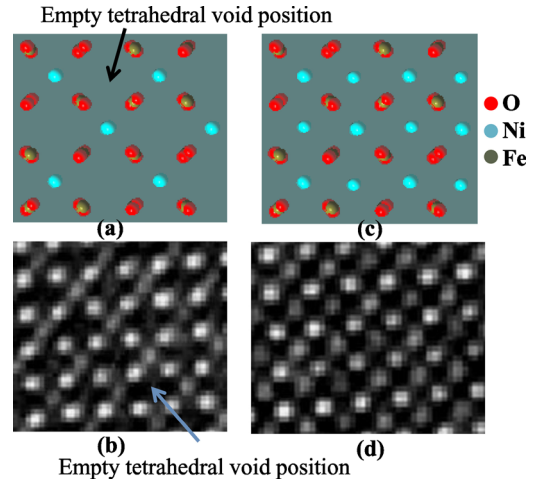 Empty tetrahedral void position
O
Ni
Fe
(a)
(c)
(b)
(d)
Empty tetrahedral void position